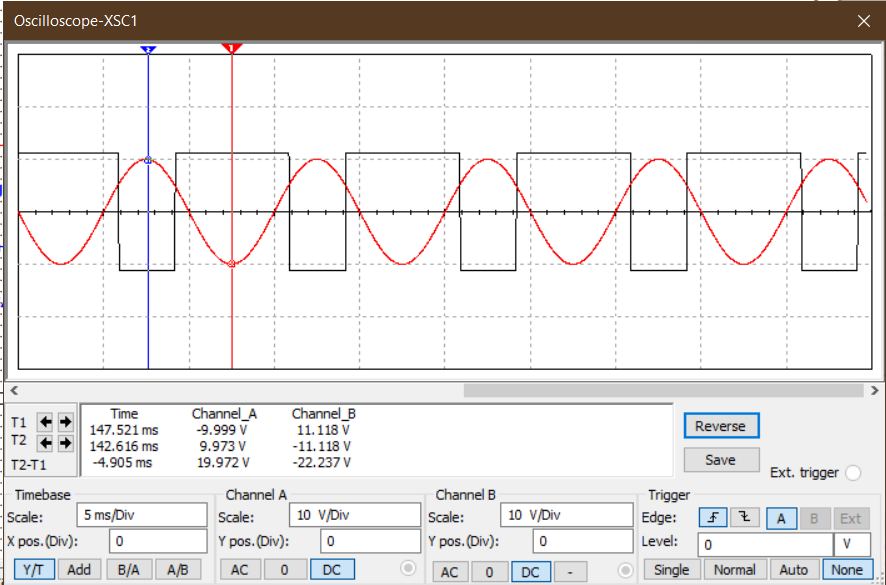 Oscilloscope-XSC1
2 1
T1
T2
T2-T1
Time Channel_A Channel_B
147.521 ms -9.999 V 11.118 V
142.616 ms 9.973 V -11.118 V
-4.905 ms 19.972 V -22.237 V
Reverse
Save
Ext. trigger
Timebase
Scale: 5 ms/Div
X pos.(Div): 0
Y/T Add B/A A/B
Channel A
Scale: 10 V/Div
Y pos.(Div): 0
AC 0 DC
Channel B
Scale: 10 V/Div
Y pos.(Div): 0
AC 0 DC -
Trigger
Edge: A B Ext
Level: 0 V
Single Normal Auto None